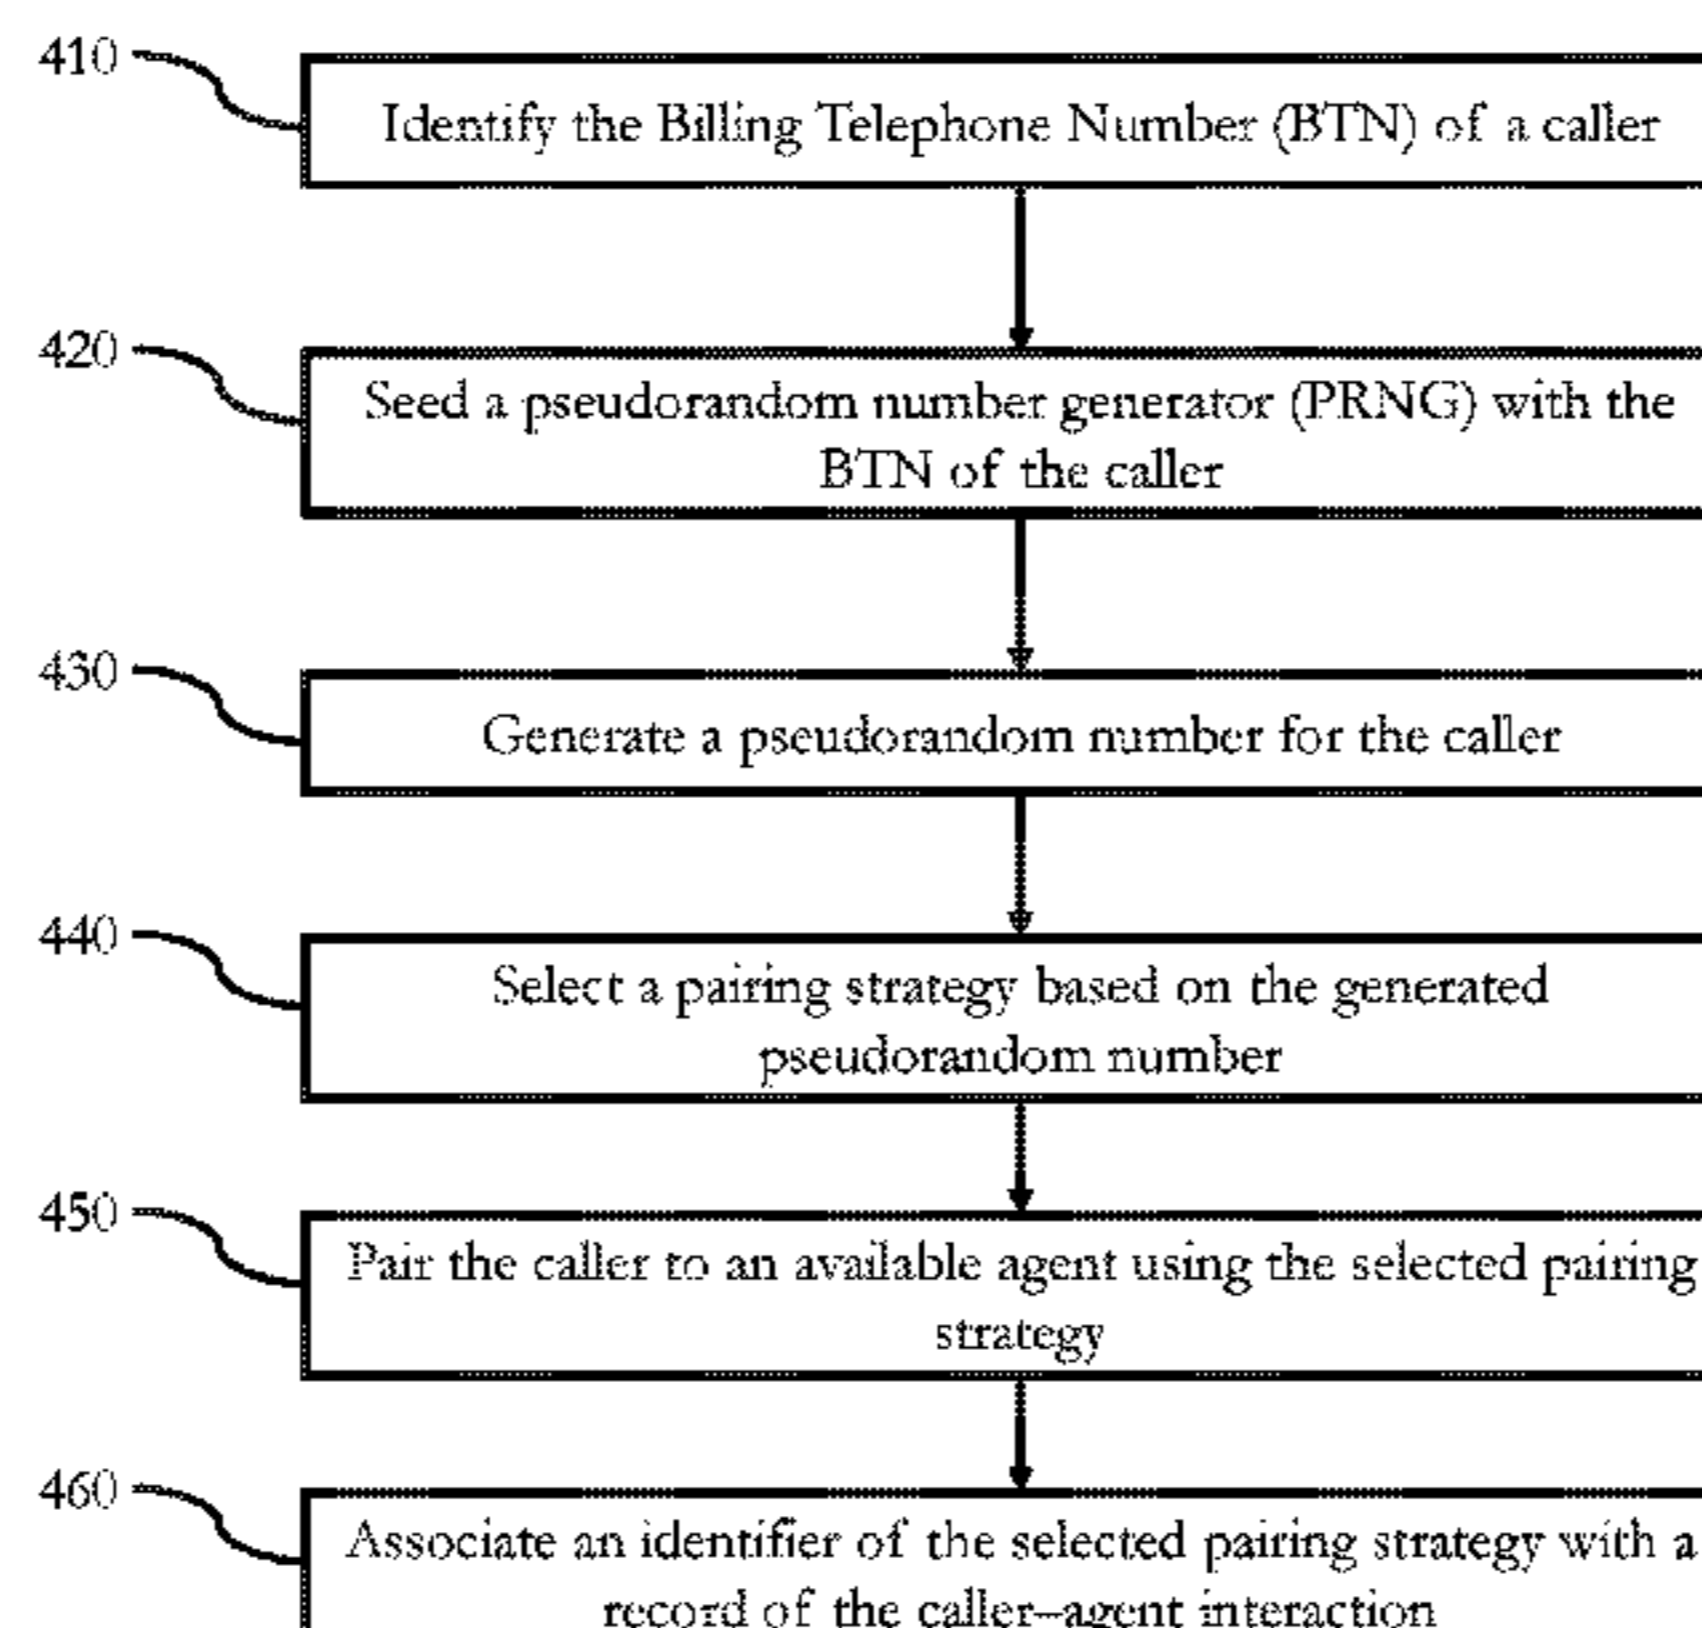 410
Identify the Billing Telephone Number (BTN) of a caller
420
Seed a pseudorandom number generator (PRNG) with the
BTN of the caller
430
Generate a pseudorandom number for the caller
440
Select a pairing strategy based on the generated
pseudorandom number
450
Pair the caller to an available agent using the selected pairing
strategy
460
Associate an identifier of the selected pairing strategy with a
record of the caller–agent interaction